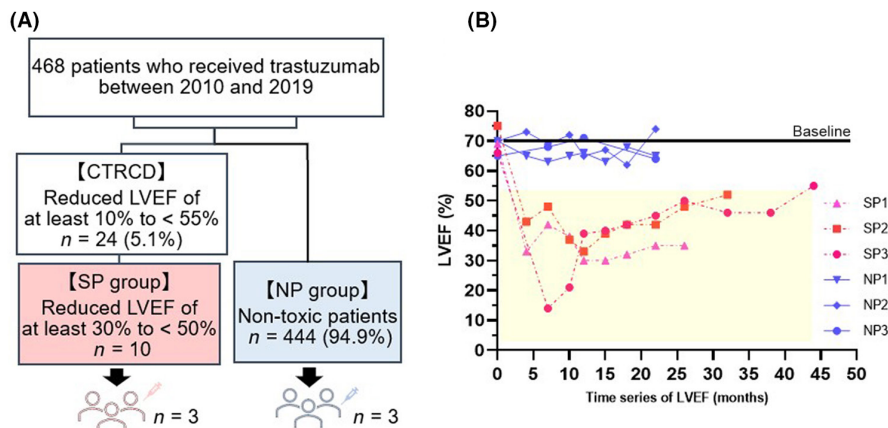 (A)
468 patients who received trastuzumab
between 2010 and 2019
【CTRCD】
Reduced LVEF of
at least 10% to < 55%
n = 24 (5.1%)
【SP group】
Reduced LVEF of
at least 30% to < 50%
n = 10
【NP group】
Non-toxic patients
n = 444 (94.9%)
n = 3
n = 3
(B)
80
70
60
50
40
30
20
10
0
LVEF (%)
Baseline
0 5 10 15 20 25 30 35 40 45 50
Time series of LVEF (months)
SP1
SP2
SP3
NP1
NP2
NP3